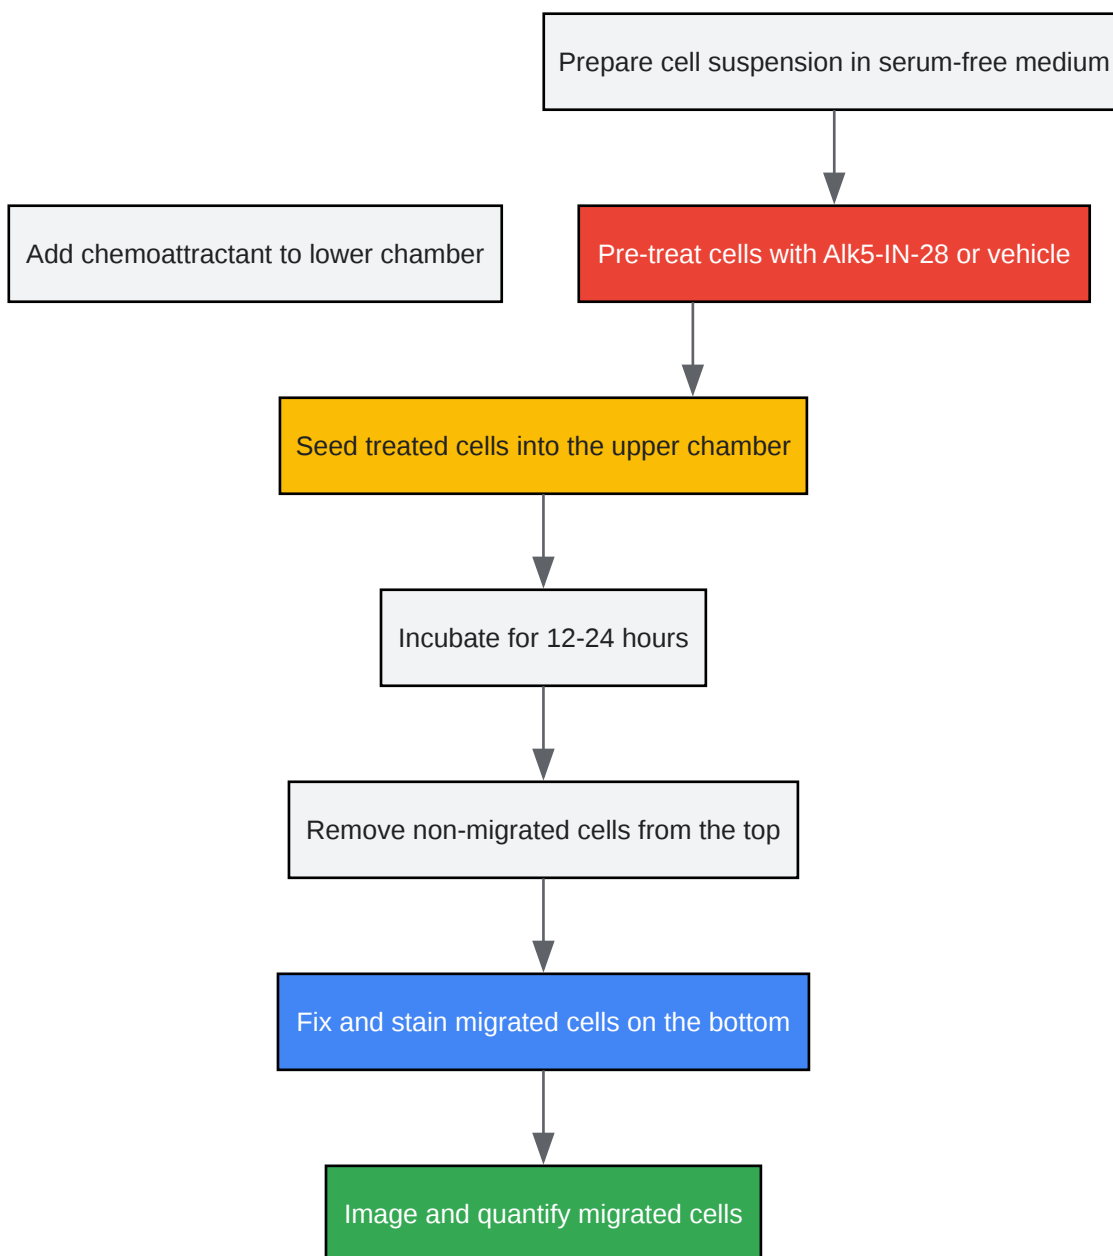 Prepare cell suspension in serum-free medium
Add chemoattractant to lower chamber
Pre-treat cells with Alk5-IN-28 or vehicle
Seed treated cells into the upper chamber
Incubate for 12-24 hours
Remove non-migrated cells from the top
Fix and stain migrated cells on the bottom
Image and quantify migrated cells